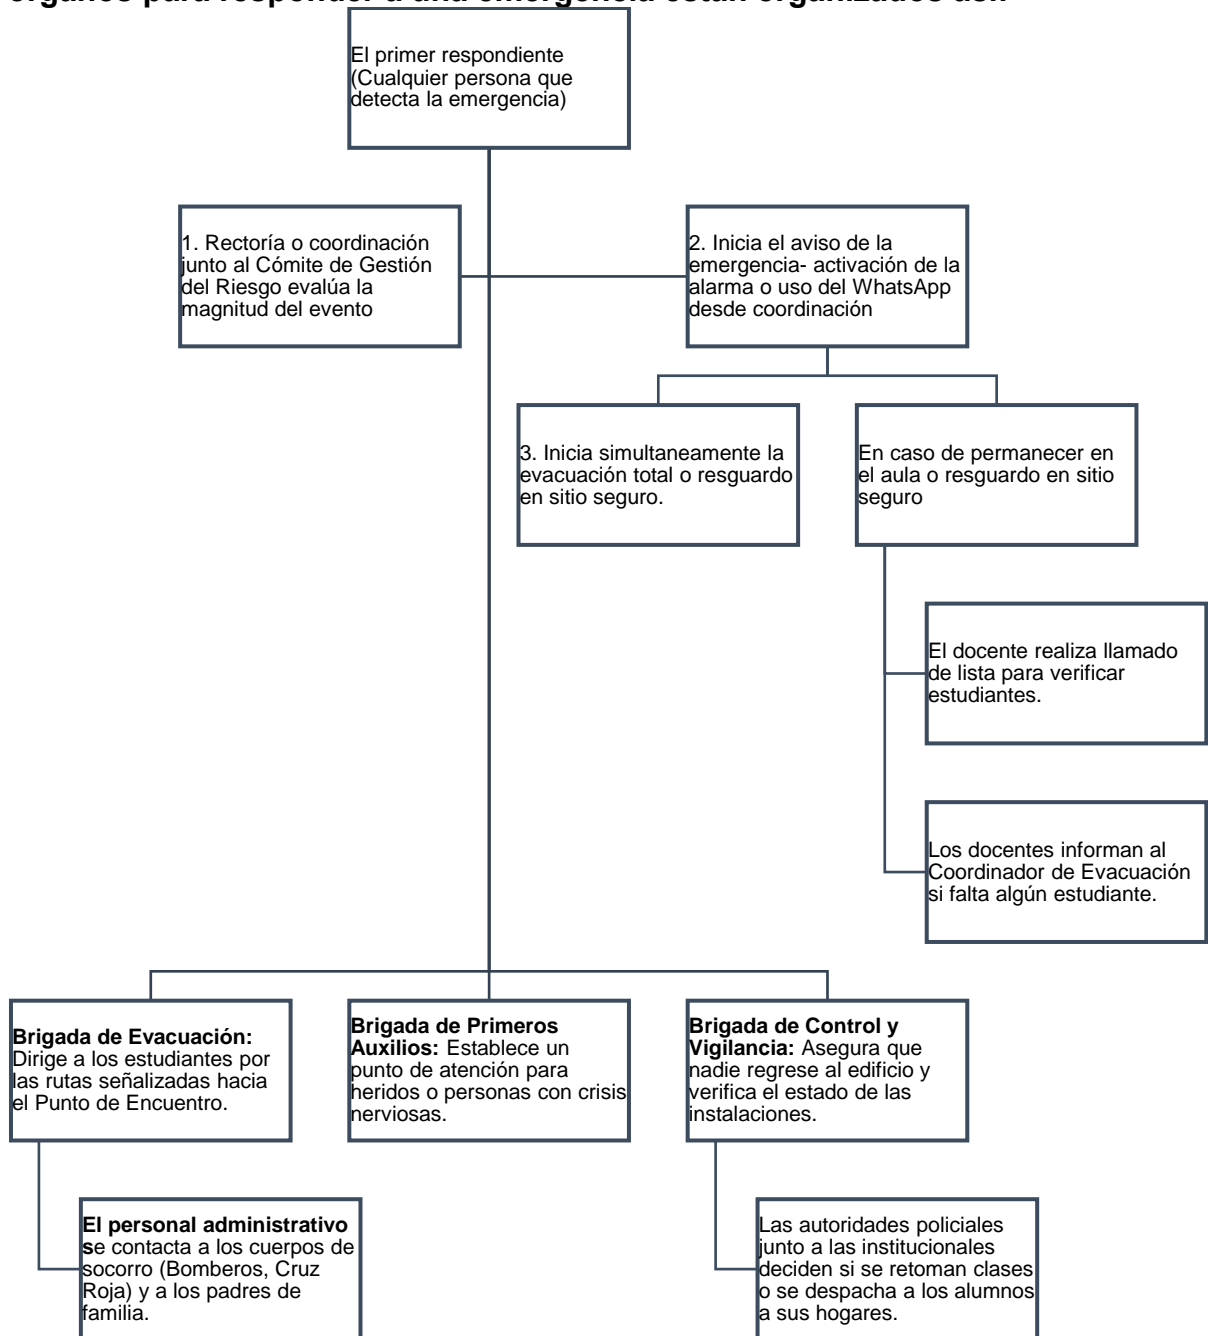 El primer respondiente
(Cualquier persona que
detecta la emergencia)
1. Rectoría o coordinación
junto al Cómite de Gestión
del Riesgo evalúa la
magnitud del evento
2. Inicia el aviso de la
emergencia- activación de la
alarma o uso del WhatsApp
desde coordinación
3. Inicia simultaneamente la
evacuación total o resguardo
en sitio seguro.
En caso de permanecer en
el aula o resguardo en sitio
seguro
El docente realiza llamado
de lista para verificar
estudiantes.
Los docentes informan al
Coordinador de Evacuación
si falta algún estudiante.
Brigada de Evacuación:
Dirige a los estudiantes por
las rutas señalizadas hacia
el Punto de Encuentro.
Brigada de Primeros
Auxilios: Establece un
punto de atención para
heridos o personas con crisis
nerviosas.
Brigada de Control y
Vigilancia: Asegura que
nadie regrese al edificio y
verifica el estado de las
instalaciones.
El personal administrativo
se contacta a los cuerpos de
socorro (Bomberos, Cruz
Roja) y a los padres de
familia.
Las autoridades policiales
junto a las institucionales
deciden si se retoman clases
o se despacha a los alumnos
a sus hogares.